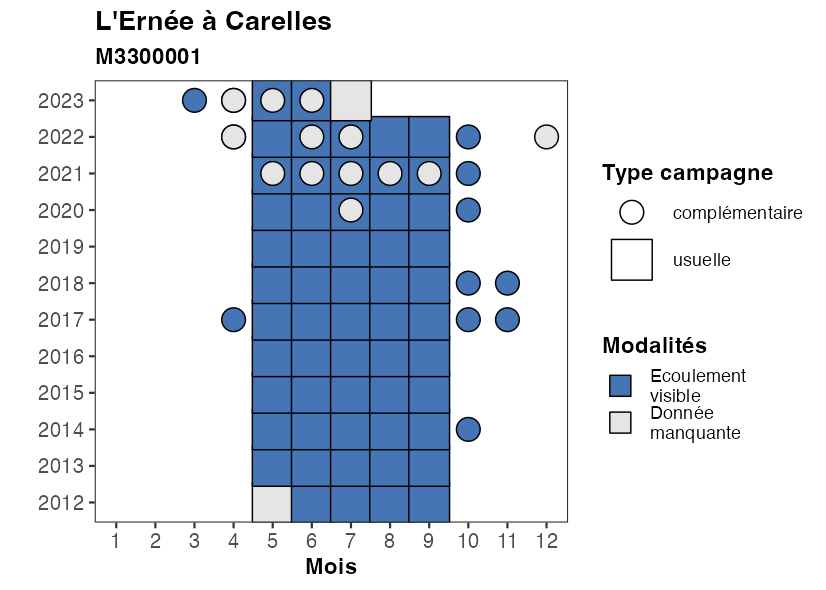 L'Ernée à Carelles
M3300001
2023
2022
2021
2020
2019
2018
2017
2016
2015
2014
2013
2012
1 2 3 4 5 6 7 8 9 10 11 12
Mois
Type campagne
complémentaire
usuelle
Modalités
Ecoulement
visible
Donnée
manquante